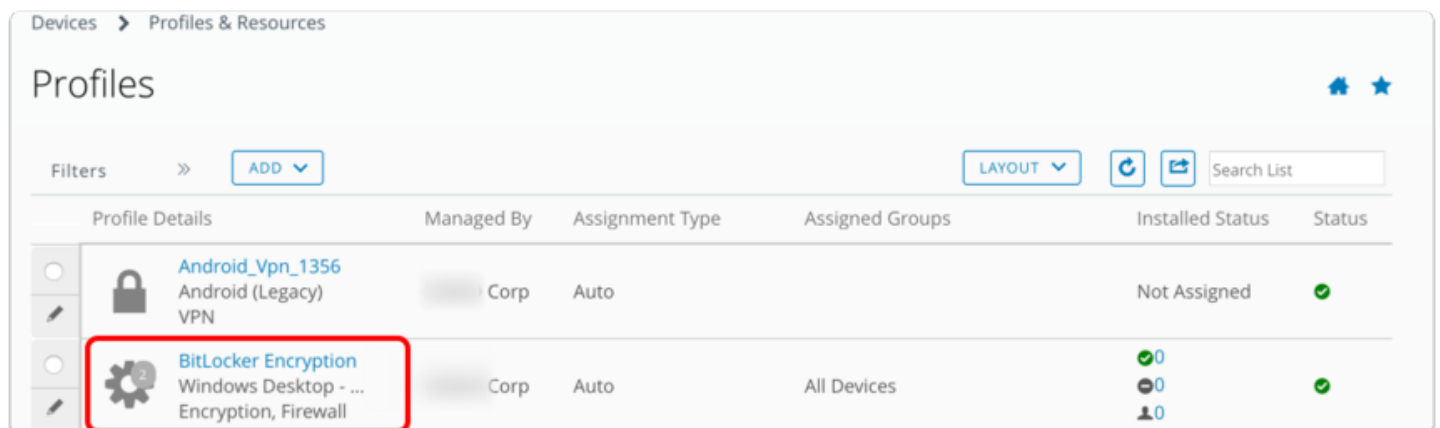 Devices > Profiles & Resources
Profiles
Filters » ADD LAYOUT Search List
Profile Details Managed By Assignment Type Assigned Groups Installed Status Status
Android_Vpn_1356
Android (Legacy) Corp Auto Not Assigned
VPN
BitLocker Encryption 0
2 Windows Desktop - ... Corp Auto All Devices 0
Encryption, Firewall 0